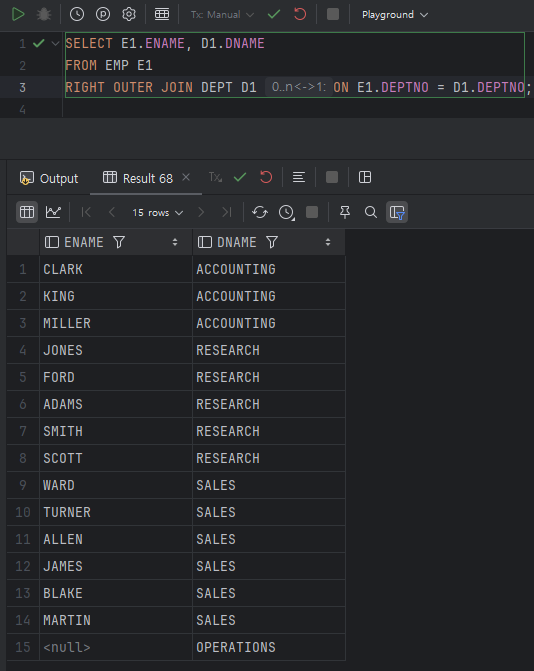 Tx: Manual Playground
1 SELECT E1.ENAME, D1.DNAME
2 FROM EMP E1
3 RIGHT OUTER JOIN DEPT D1 0..n<->1: ON E1.DEPTNO = D1.DEPTNO;
4
Output Result 68 Tx
15 rows
ENAME DNAME
1 CLARK ACCOUNTING
2 KING ACCOUNTING
3 MILLER ACCOUNTING
4 JONES RESEARCH
5 FORD RESEARCH
6 ADAMS RESEARCH
7 SMITH RESEARCH
8 SCOTT RESEARCH
9 WARD SALES
10 TURNER SALES
11 ALLEN SALES
12 JAMES SALES
13 BLAKE SALES
14 MARTIN SALES
15 <null> OPERATIONS